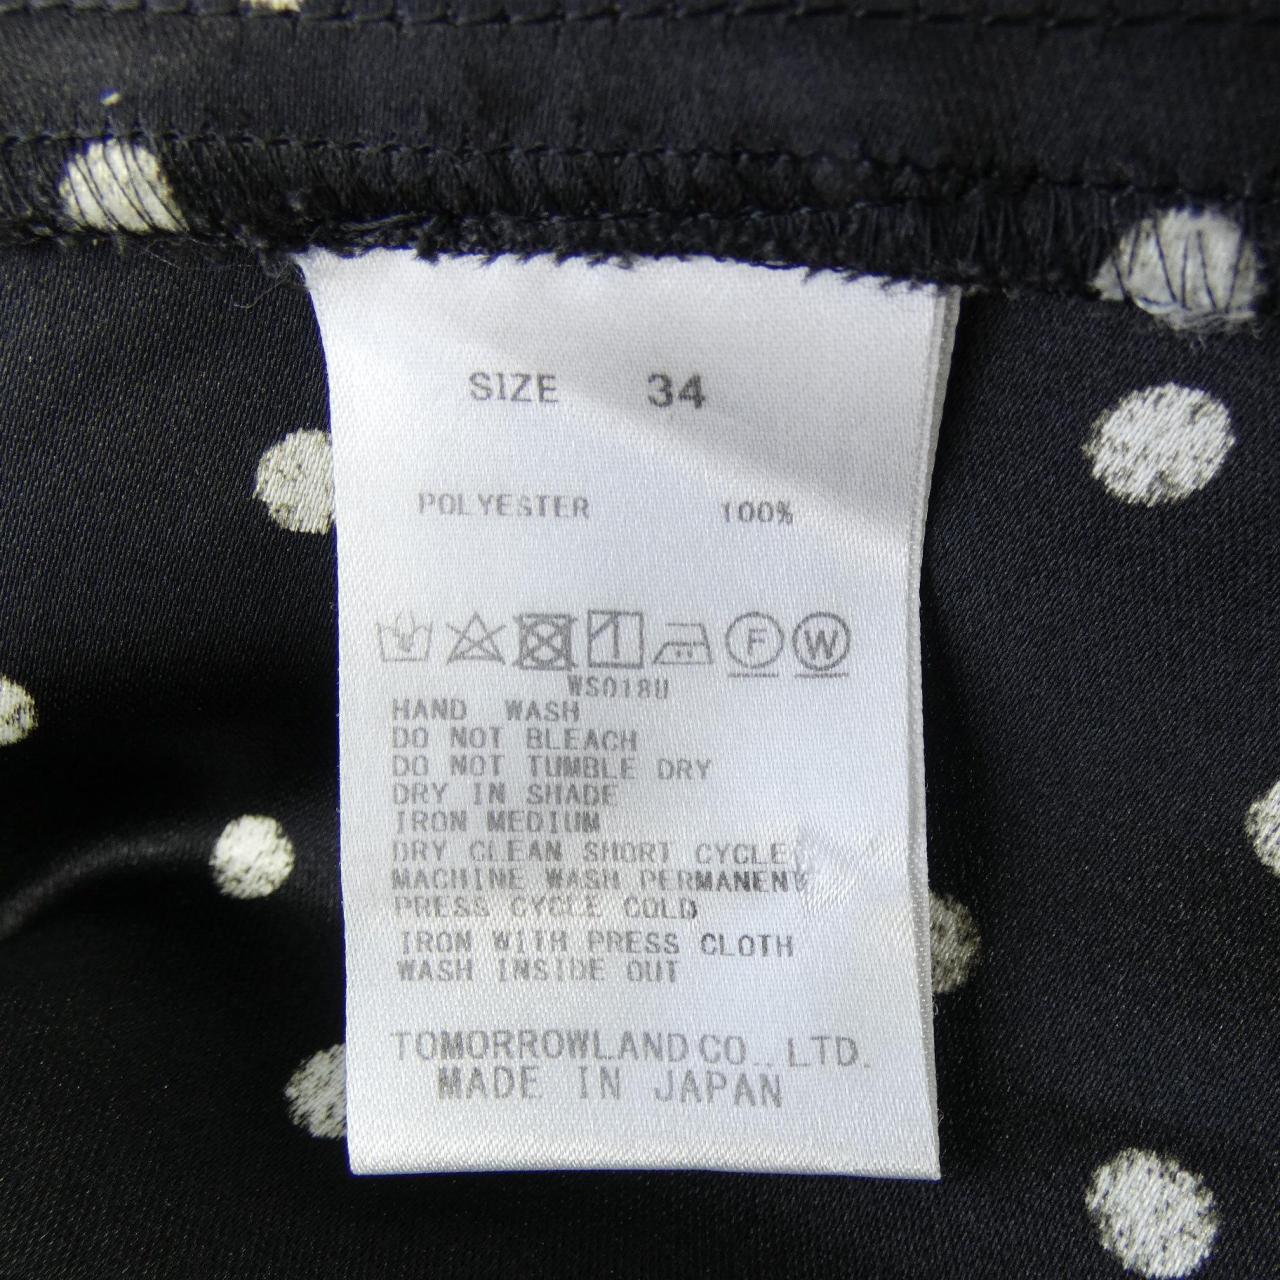 SIZE 34
POLYESTER 100%
F W
WS018U
HAND WASH
DO NOT BLEACH
DO NOT TUMBLE DRY
DRY IN SHADE
IRON MEDIUM
DRY CLEAN SHORT CYCLE
MACHINE WASH PERMANENT
PRESS CYCLE COLD
IRON WITH PRESS CLOTH
WASH INSIDE OUT
TOMORROWLAND CO., LTD.
MADE IN JAPAN